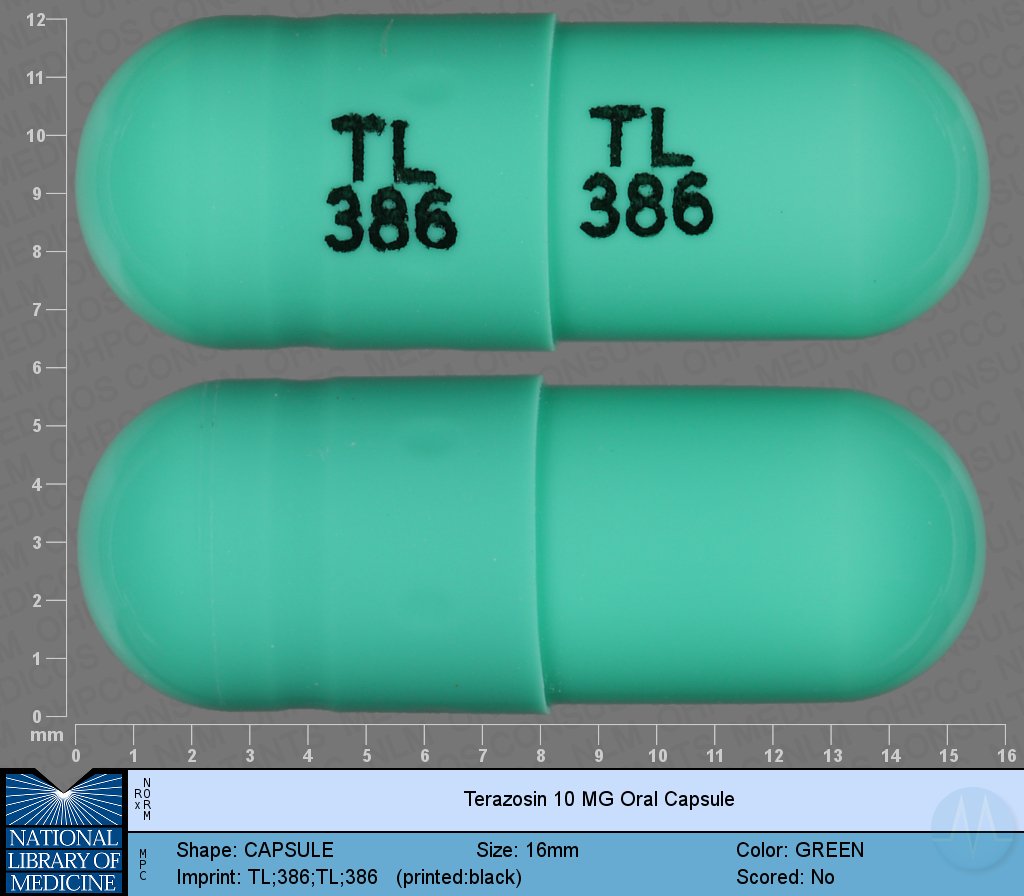 12
11
10
9
8
7
6
5
4
3
2
1
0
mm
0 1 2 3 4 5 6 7 8 9 10 11 12 13 14 15 16
TL
386
TL
386
NATIONAL
LIBRARY OF
MEDICINE
RxNORM
Terazosin 10 MG Oral Capsule
MPC
Shape: CAPSULE Size: 16mm Color: GREEN
Imprint: TL;386;TL;386 (printed:black) Scored: No